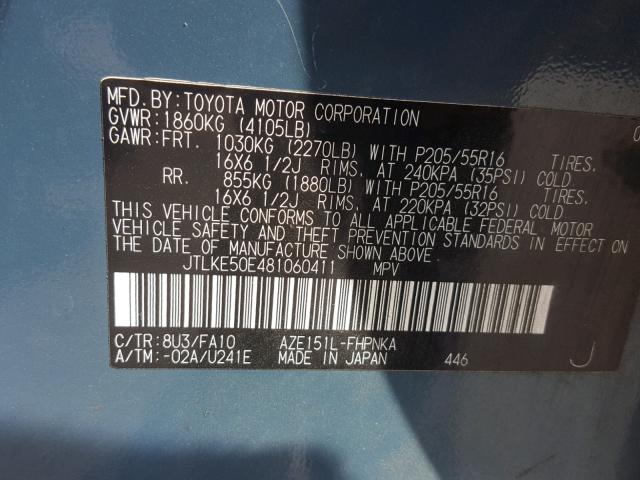 MFD.BY:TOYOTA MOTOR CORPORATION
GVWR:1860KG (4105LB)
GAWR:FRT. 1030KG (2270LB) WITH P205/55R16 TIRES,
16X6 1/2J RIMS, AT 240KPA (35PSI) COLD
RR. 855KG (1880LB) WITH P205/55R16 TIRES,
16X6 1/2J RIMS, AT 220KPA (32PSI) COLD
THIS VEHICLE CONFORMS TO ALL APPLICABLE FEDERAL MOTOR
VEHICLE SAFETY AND THEFT PREVENTION STANDARDS IN EFFECT ON
THE DATE OF MANUFACTURE SHOWN ABOVE.
JTLKE50E481060411 MPV
C/TR:8U3/FA10 AZE151L-FHPNKA
A/TM:-02A/U241E MADE IN JAPAN 446 J